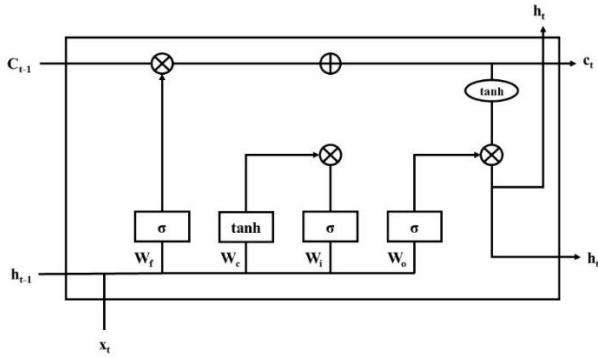 h_t
C_{t-1}
c_t
tanh
σ
tanh
σ
σ
W_f
W_c
W_i
W_o
h_{t-1}
h_t
x_t